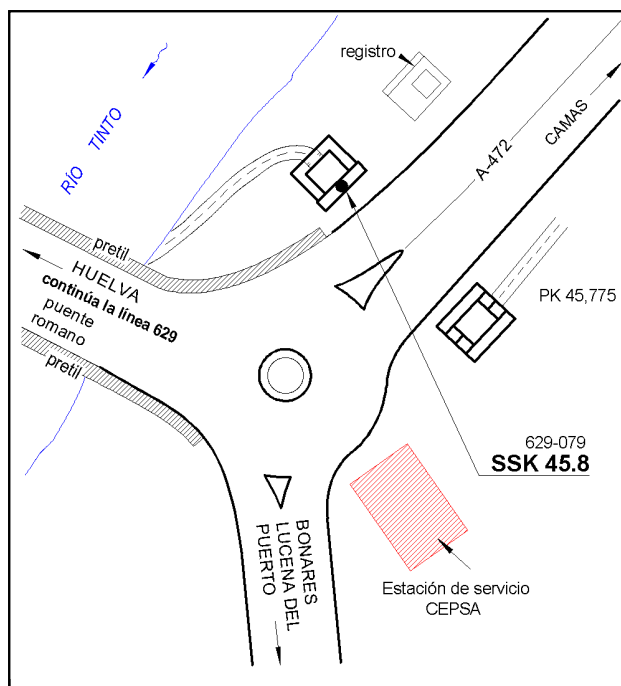 registro
RÍO TINTO
A-472
CAMAS
pretil
HUELVA
continúa la línea 629
puente
romano
pretil
PK 45,775
629-079
SSK 45.8
BONARES
LUCENA DEL
PUERTO
Estación de servicio
CEPSA